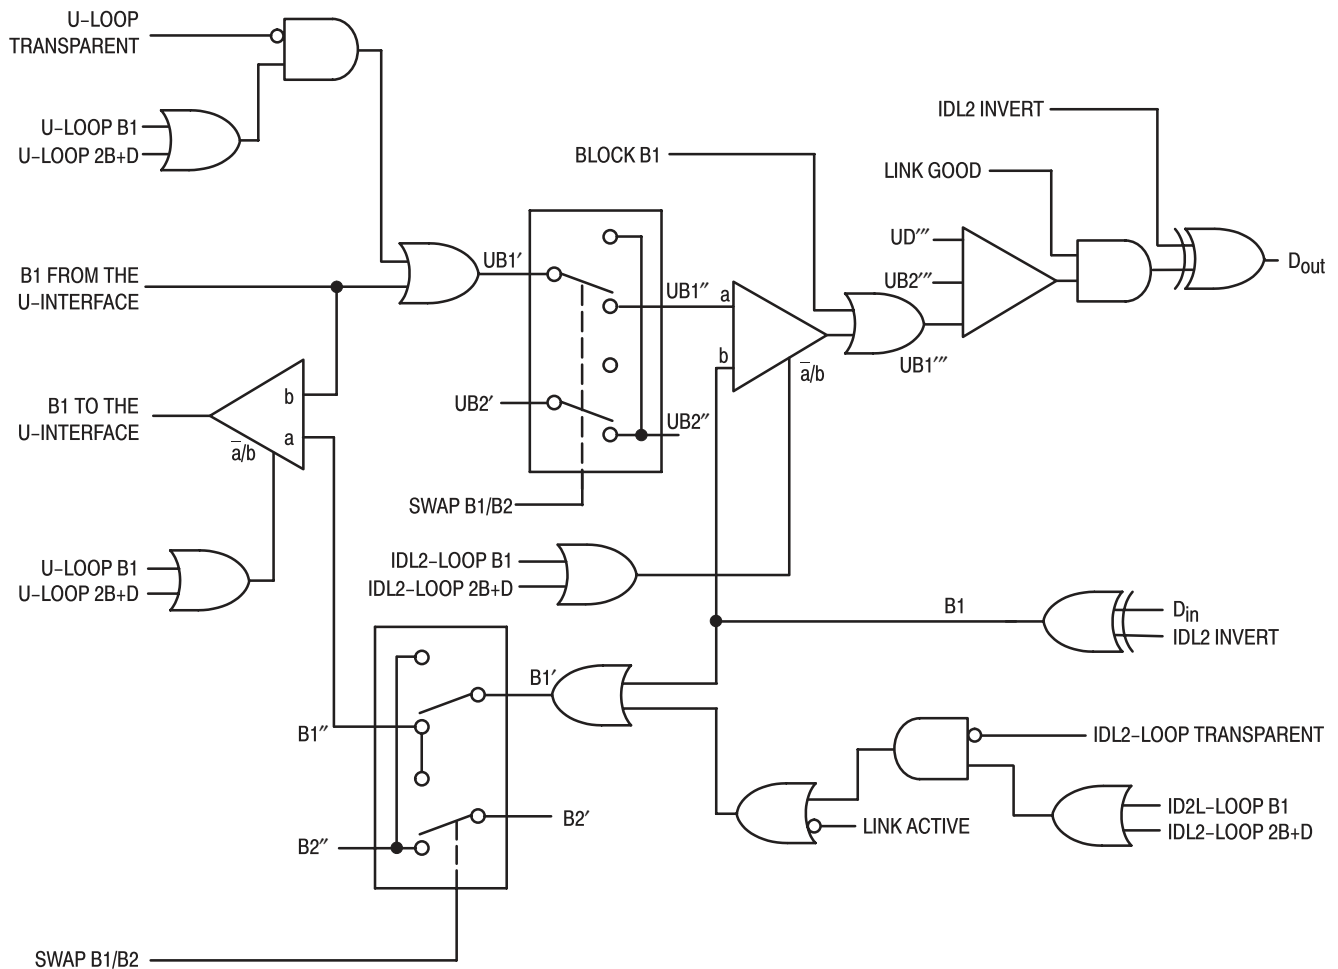 U–LOOP
TRANSPARENT
U–LOOP B1
U–LOOP 2B+D
IDL2 INVERT
BLOCK B1
LINK GOOD
UD‴
UB2‴
UB1‴
Dout
B1 FROM THE
U–INTERFACE
UB1′
UB1″
a
b
a/b
UB2′
UB2″
SWAP B1/B2
B1 TO THE
U–INTERFACE
b
a
a/b
U–LOOP B1
U–LOOP 2B+D
IDL2–LOOP B1
IDL2–LOOP 2B+D
B1
Din
IDL2 INVERT
B1′
B1″
B2′
B2″
IDL2–LOOP TRANSPARENT
ID2L–LOOP B1
IDL2–LOOP 2B+D
LINK ACTIVE
SWAP B1/B2